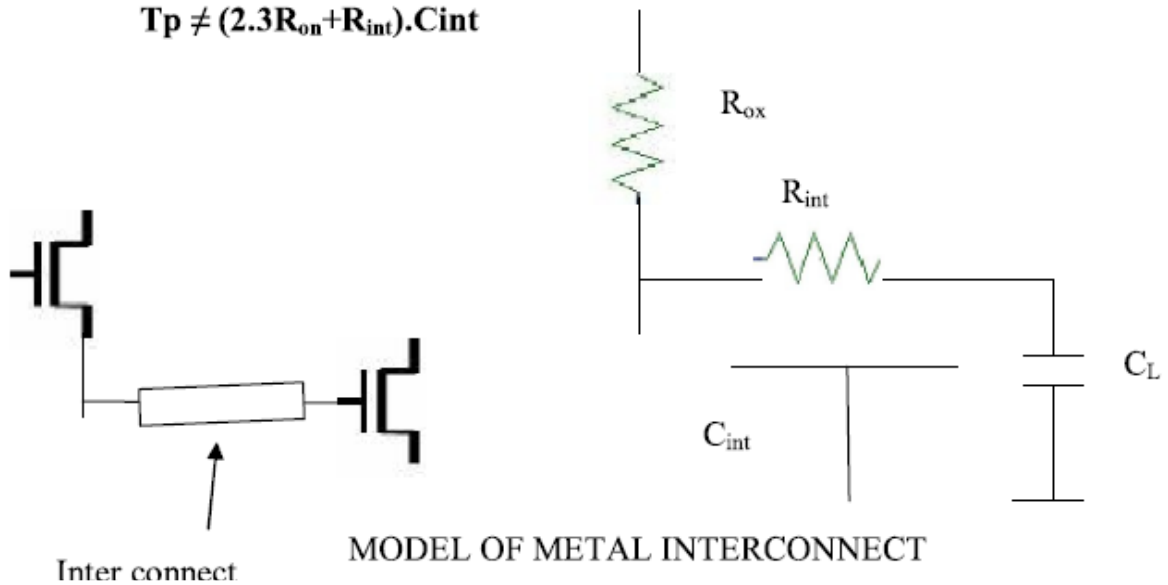 Tp ≠ (2.3Ron+Rint).Cint
Rox
Rint
CL
Cint
MODEL OF METAL INTERCONNECT
Inter connect